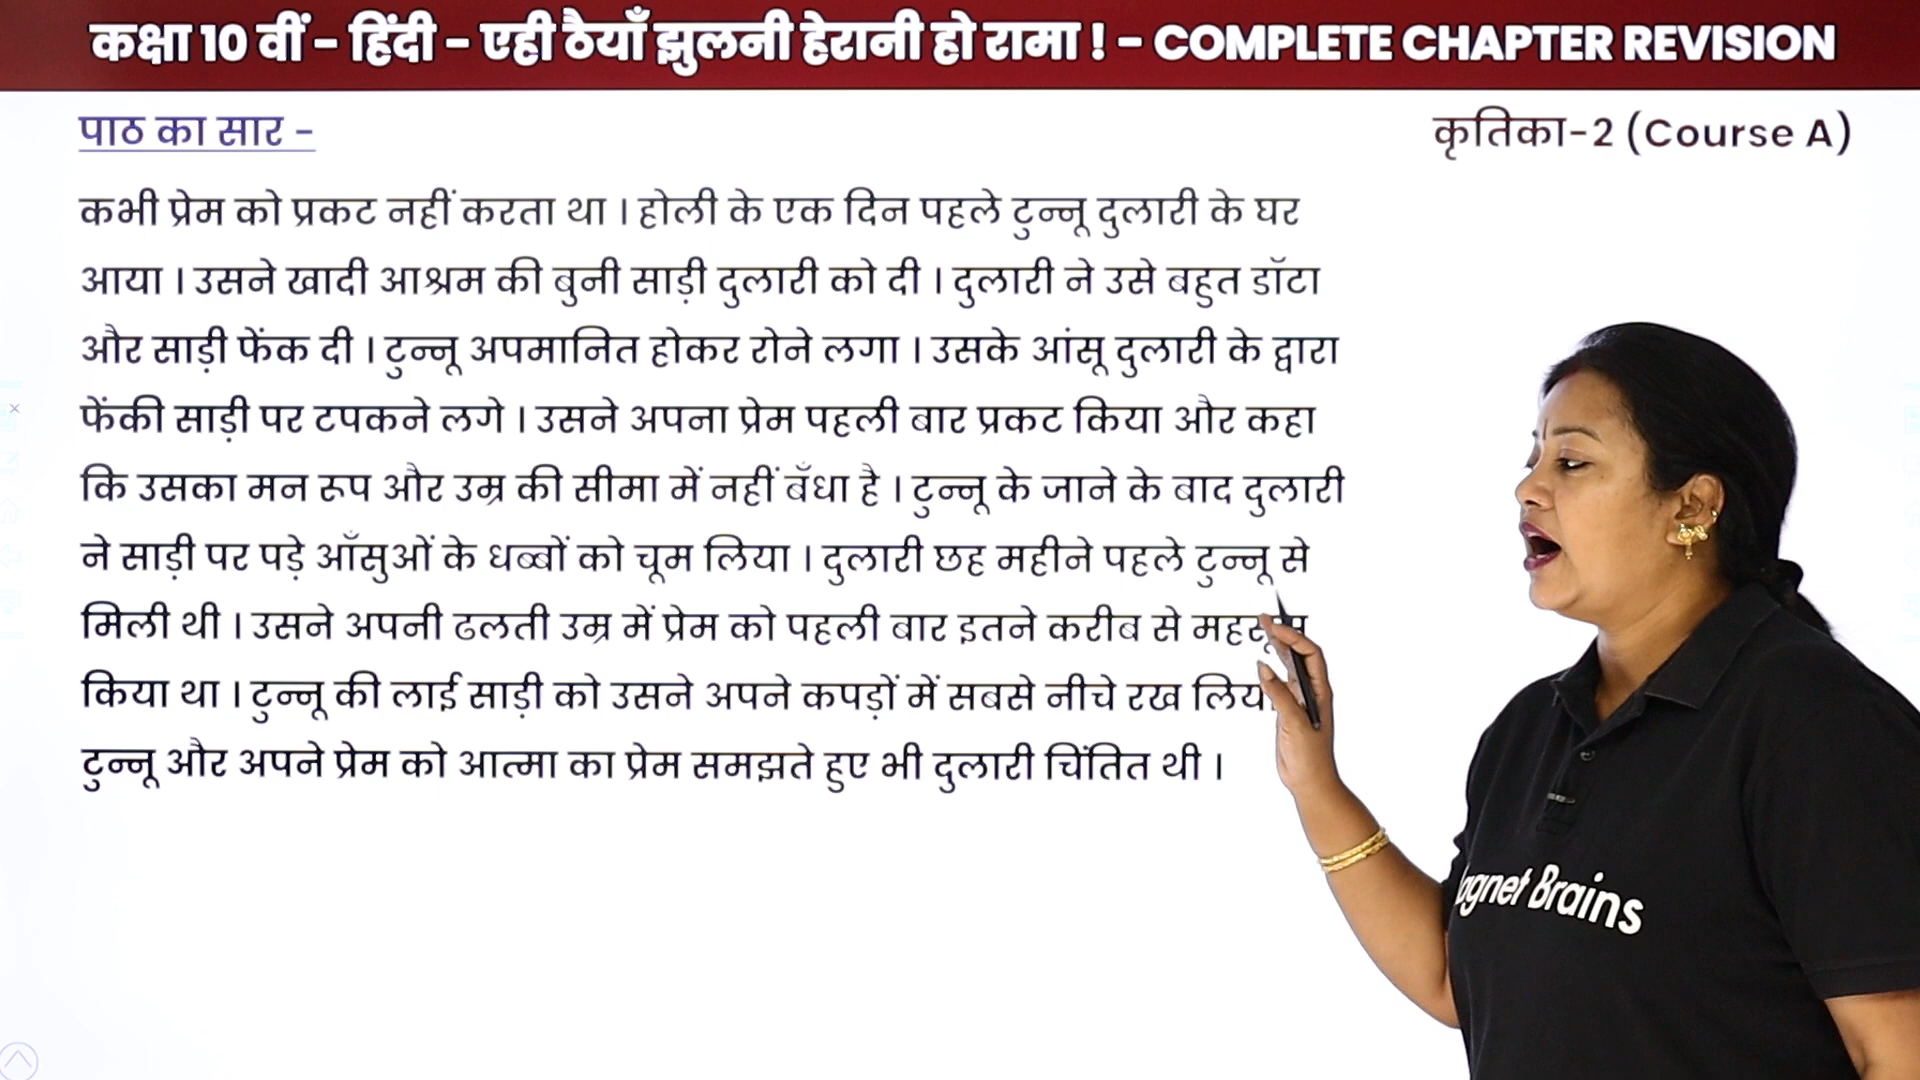 कक्षा 10 वीं - हिंदी - एही ठैयाँ झुलनी हेरानी हो रामा ! - COMPLETE CHAPTER REVISION
पाठ का सार -
कृतिका-2 (Course A)
कभी प्रेम को प्रकट नहीं करता था । होली के एक दिन पहले टुन्नू दुलारी के घर
आया । उसने खादी आश्रम की बुनी साड़ी दुलारी को दी । दुलारी ने उसे बहुत डॉटा
और साड़ी फेंक दी । टुन्नू अपमानित होकर रोने लगा । उसके आंसू दुलारी के द्वारा
फेंकी साड़ी पर टपकने लगे । उसने अपना प्रेम पहली बार प्रकट किया और कहा
कि उसका मन रूप और उम्र की सीमा में नहीं बँधा है । टुन्नू के जाने के बाद दुलारी
ने साड़ी पर पड़े आँसुओं के धब्बों को चूम लिया । दुलारी छह महीने पहले टुन्नू से
मिली थी । उसने अपनी ढलती उम्र में प्रेम को पहली बार इतने करीब से
किया था । टुन्नू की लाई साड़ी को उसने अपने कपड़ों में सबसे नीचे रख
टुन्नू और अपने प्रेम को आत्मा का प्रेम समझते हुए भी दुलारी चिंतित थी ।
agnet Brains